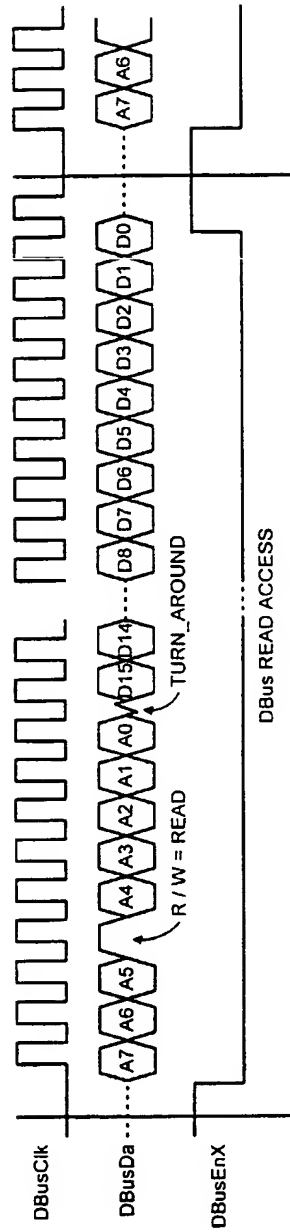 DBusClk
DBusDa
A7 A6 A5 A4 A3 A2 A1 A0 D15 D14 D8 D7 D6 D5 D4 D3 D2 D1 D0 A7 A6
R / W = READ
TURN_AROUND
DBusEnX
DBus READ ACCESS